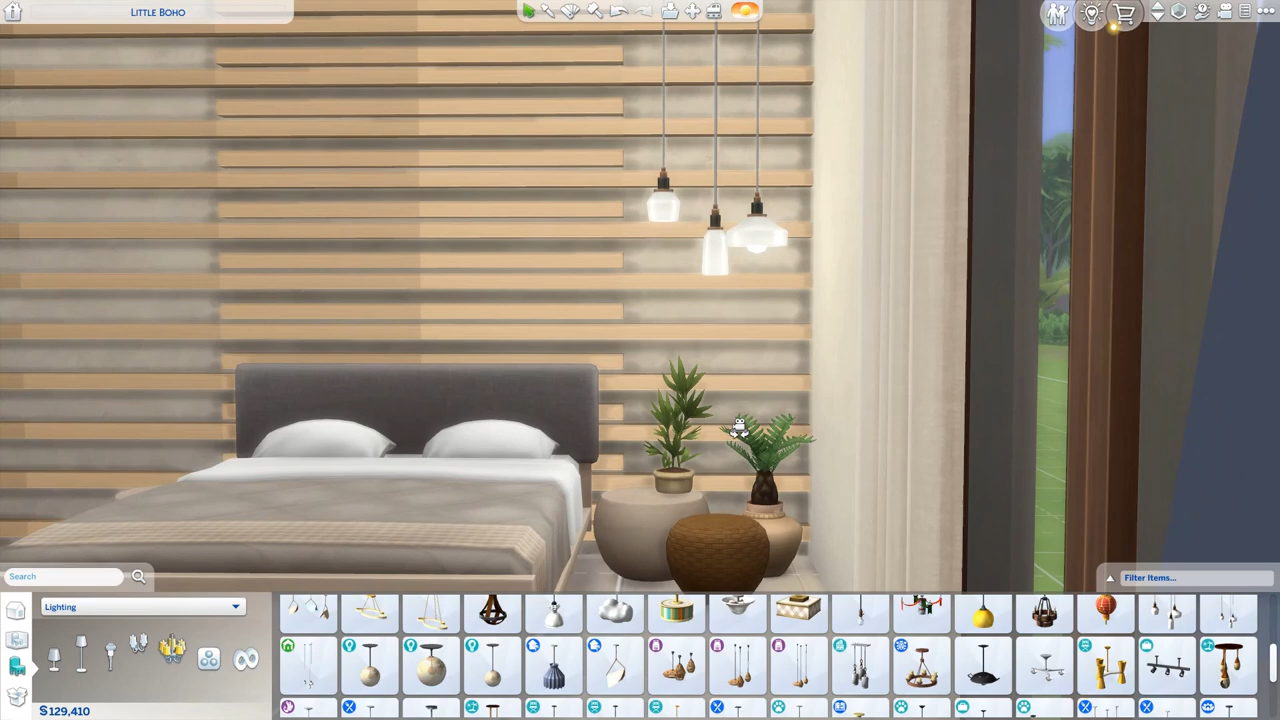 LITTLE BOHO
Search
Filter Items...
Lighting
$129,410